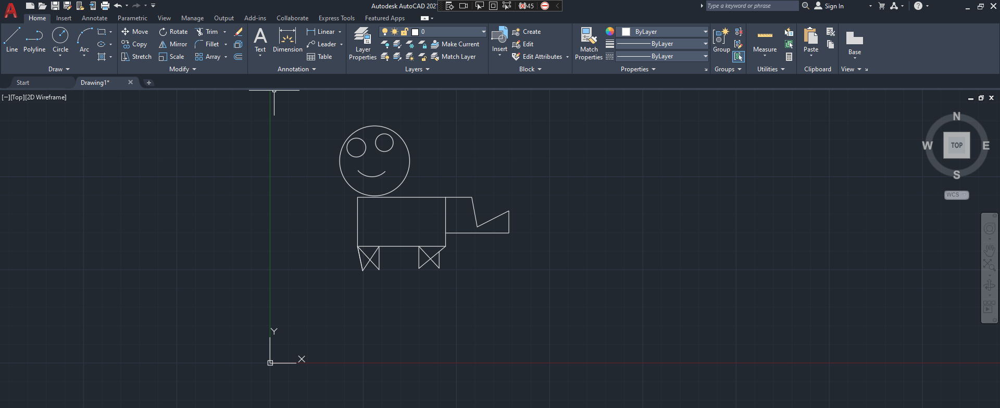 Autodesk AutoCAD 2021
45
Type a keyword or phrase
Sign In
Home Insert Annotate Parametric View Manage Output Add-ins Collaborate Express Tools Featured Apps
Line
Polyline
Circle
Arc
Draw
Move
Rotate
Trim
Copy
Mirror
Fillet
Stretch
Scale
Array
Modify
Text
Dimension
Linear
Leader
Table
Annotation
Layer
Properties
0
Make Current
Match Layer
Layers
Insert
Create
Edit
Edit Attributes
Block
Match
Properties
ByLayer
ByLayer
ByLayer
Properties
Group
Groups
Measure
Utilities
Paste
Clipboard
Base
View
Start
Drawing1*
[−][Top][2D Wireframe]
N
W
TOP
E
S
WCS
Y
X